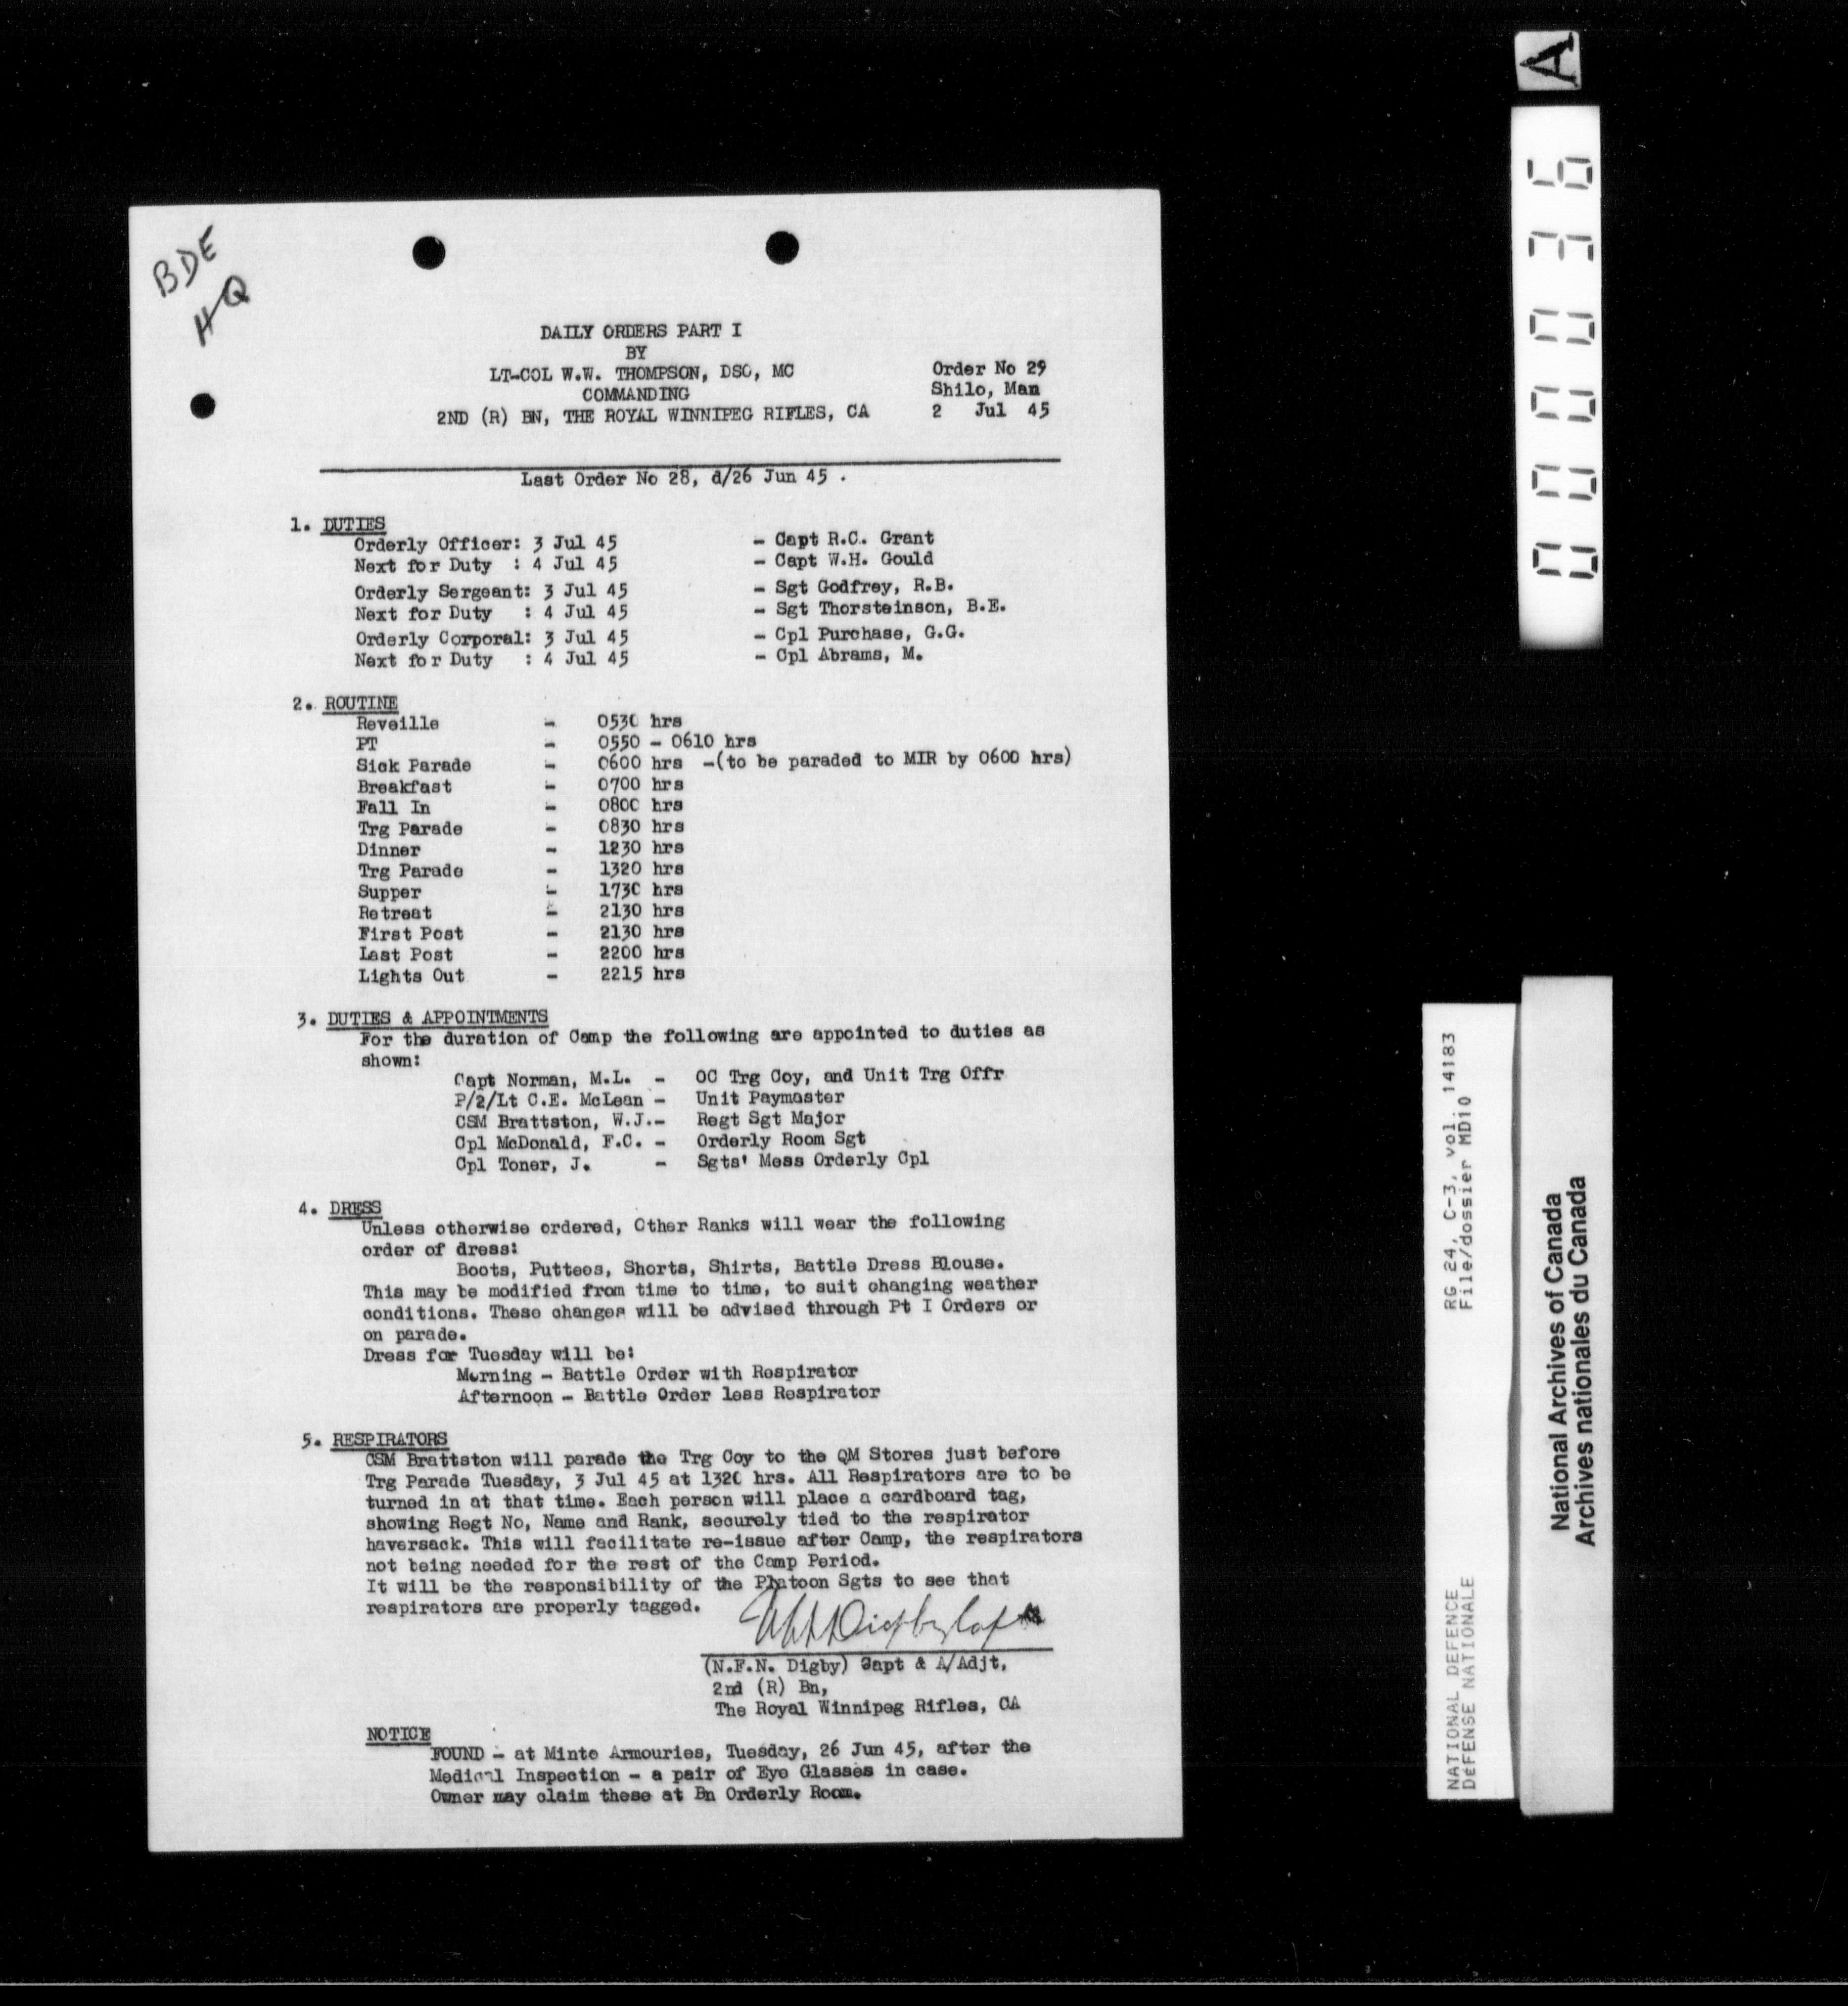 BDE
HQ
DAILY ORDERS PART I
BY
LT-COL W.W. THOMPSON, DSO, MC
COMMANDING
2ND (R) BN, THE ROYAL WINNIPEG RIFLES, CA
Order No 29
Shilo, Man
2 Jul 45
Last Order No 28, d/26 Jun 45 .
1. DUTIES
Orderly Officer: 3 Jul 45 - Capt R.C. Grant
Next for Duty : 4 Jul 45 - Capt W.H. Gould
Orderly Sergeant: 3 Jul 45 - Sgt Godfrey, R.B.
Next for Duty : 4 Jul 45 - Sgt Thorsteinson, B.E.
Orderly Corporal: 3 Jul 45 - Cpl Purchase, G.G.
Next for Duty : 4 Jul 45 - Cpl Abrams, M.
2. ROUTINE
Reveille - 0530 hrs
PT - 0550 - 0610 hrs
Sick Parade - 0600 hrs -(to be paraded to MIR by 0600 hrs)
Breakfast - 0700 hrs
Fall In - 0800 hrs
Trg Parade - 0830 hrs
Dinner - 1230 hrs
Trg Parade - 1320 hrs
Supper - 1730 hrs
Retreat - 2130 hrs
First Post - 2130 hrs
Last Post - 2200 hrs
Lights Out - 2215 hrs
3. DUTIES & APPOINTMENTS
For the duration of Camp the following are appointed to duties as
shown:
Capt Norman, M.L. - OC Trg Coy, and Unit Trg Offr
P/2/Lt C.E. McLean - Unit Paymaster
CSM Brattston, W.J.- Regt Sgt Major
Cpl McDonald, F.C. - Orderly Room Sgt
Cpl Toner, J. - Sgts' Mess Orderly Cpl
4. DRESS
Unless otherwise ordered, Other Ranks will wear the following
order of dress:
Boots, Puttees, Shorts, Shirts, Battle Dress Blouse.
This may be modified from time to time, to suit changing weather
conditions. These changes will be advised through Pt I Orders or
on parade.
Dress for Tuesday will be:
Morning - Battle Order with Respirator
Afternoon - Battle Order less Respirator
5. RESPIRATORS
CSM Brattston will parade the Trg Coy to the QM Stores just before
Trg Parade Tuesday, 3 Jul 45 at 1320 hrs. All Respirators are to be
turned in at that time. Each person will place a cardboard tag,
showing Regt No, Name and Rank, securely tied to the respirator
haversack. This will facilitate re-issue after Camp, the respirators
not being needed for the rest of the Camp Period.
It will be the responsibility of the Platoon Sgts to see that
respirators are properly tagged.
Digby Capt
(N.F.N. Digby) Capt & A/Adjt,
2nd (R) Bn,
The Royal Winnipeg Rifles, CA
NOTICE
FOUND - at Minto Armouries, Tuesday, 26 Jun 45, after the
Medical Inspection - a pair of Eye Glasses in case.
Owner may claim these at Bn Orderly Room.
A
000036
RG 24, C-3, vol. 14183
File/dossier MD10
NATIONAL DEFENCE
DÉFENSE NATIONALE
National Archives of Canada
Archives nationales du Canada